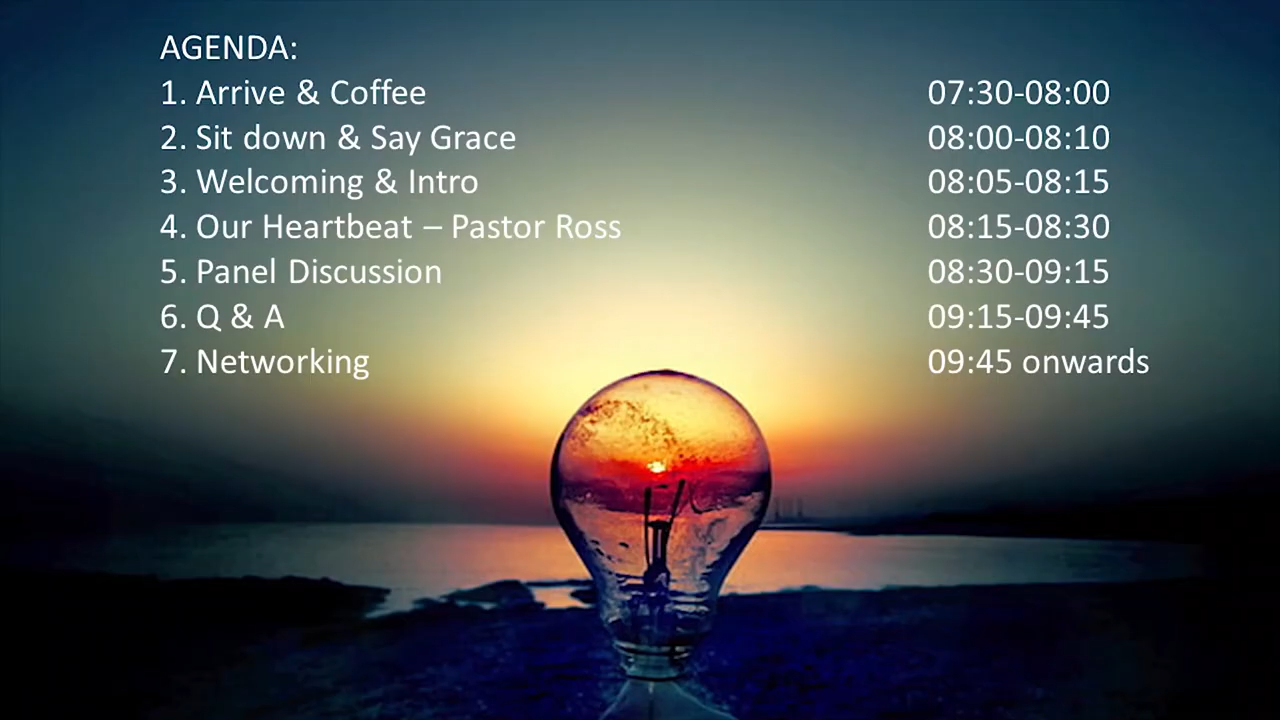 AGENDA:
1. Arrive & Coffee 07:30-08:00
2. Sit down & Say Grace 08:00-08:10
3. Welcoming & Intro 08:05-08:15
4. Our Heartbeat – Pastor Ross 08:15-08:30
5. Panel Discussion 08:30-09:15
6. Q & A 09:15-09:45
7. Networking 09:45 onwards